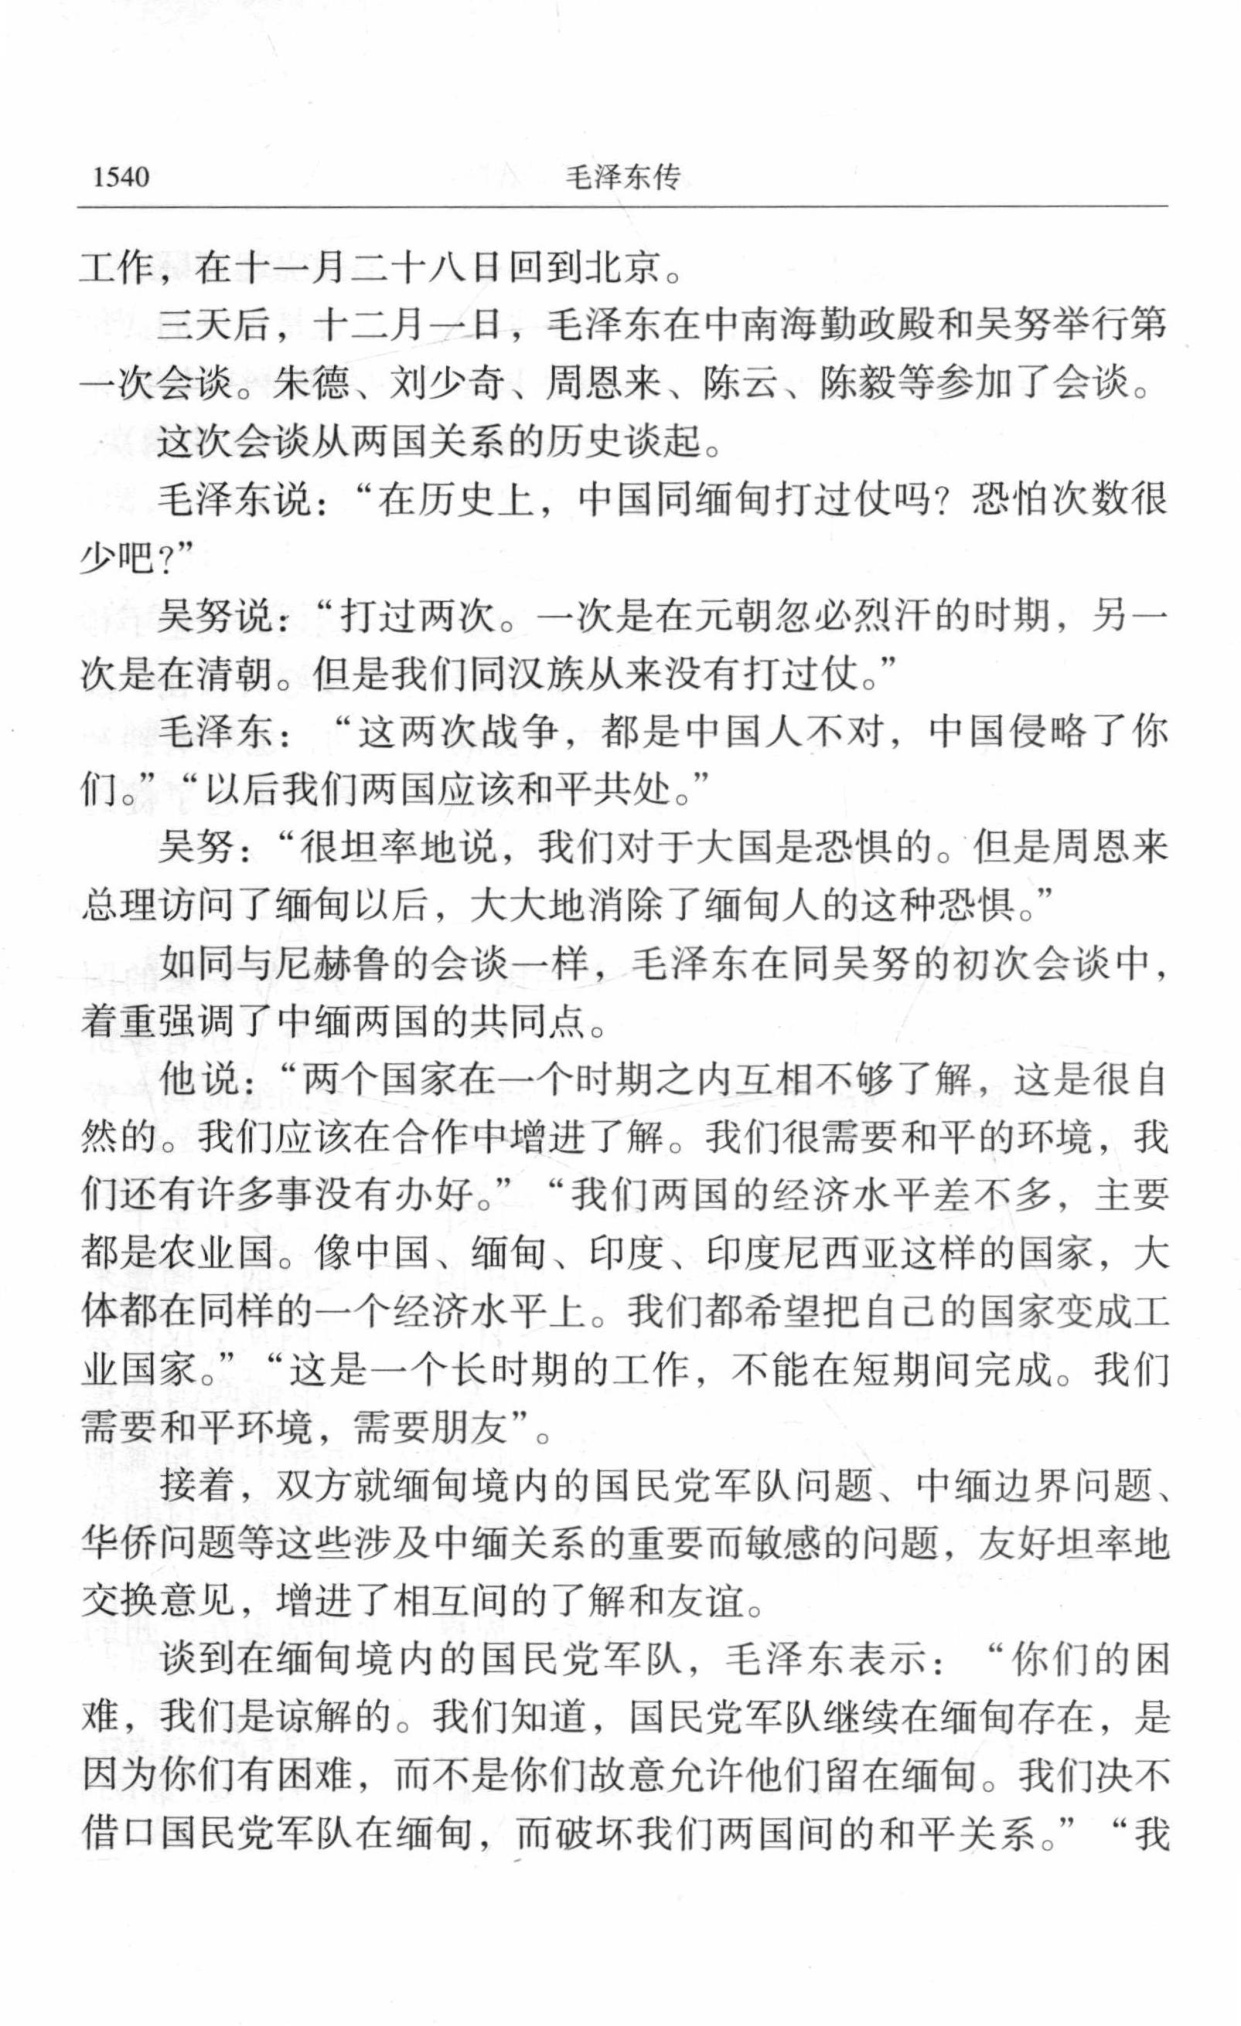 1540
毛泽东传
工作，在十一月二十八日回到北京。
三天后，十二月一日，毛泽东在中南海勤政殿和吴努举行第
一次会谈。朱德、刘少奇、周恩来、陈云、陈毅等参加了会谈。
这次会谈从两国关系的历史谈起。
毛泽东说：“在历史上，中国同缅甸打过仗吗？恐怕次数很
少吧？”
吴努说：“打过两次。一次是在元朝忽必烈汗的时期，另一
次是在清朝。但是我们同汉族从来没有打过仗。”
毛泽东：“这两次战争，都是中国人不对，中国侵略了你
们。”“以后我们两国应该和平共处。”
吴努：“很坦率地说，我们对于大国是恐惧的。但是周恩来
总理访问了缅甸以后，大大地消除了缅甸人的这种恐惧。”
如同与尼赫鲁的会谈一样，毛泽东在同吴努的初次会谈中，
着重强调了中缅两国的共同点。
他说：“两个国家在一个时期之内互相不够了解，这是很自
然的。我们应该在合作中增进了解。我们很需要和平的环境，我
们还有许多事没有办好。”“我们两国的经济水平差不多，主要
都是农业国。像中国、缅甸、印度、印度尼西亚这样的国家，大
体都在同样的一个经济水平上。我们都希望把自己的国家变成工
业国家。”“这是一个长时期的工作，不能在短期间完成。我们
需要和平环境，需要朋友”。
接着，双方就缅甸境内的国民党军队问题、中缅边界问题、
华侨问题等这些涉及中缅关系的重要而敏感的问题，友好坦率地
交换意见，增进了相互间的了解和友谊。
谈到在缅甸境内的国民党军队，毛泽东表示：“你们的困
难，我们是谅解的。我们知道，国民党军队继续在缅甸存在，是
因为你们有困难，而不是你们故意允许他们留在缅甸。我们决不
借口国民党军队在缅甸，而破坏我们两国间的和平关系。”“我